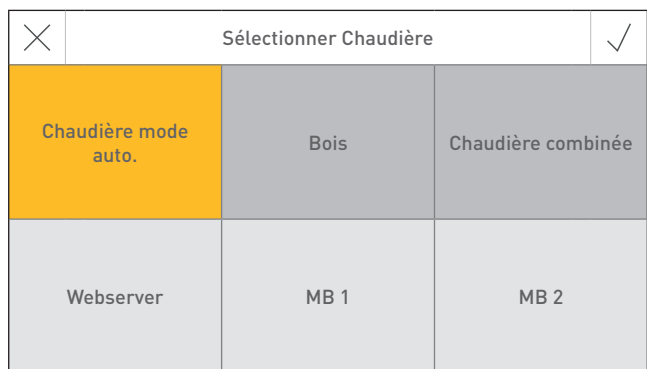 Sélectionner Chaudière
Chaudière mode
auto.
Bois
Chaudière combinée
Webserver
MB 1
MB 2